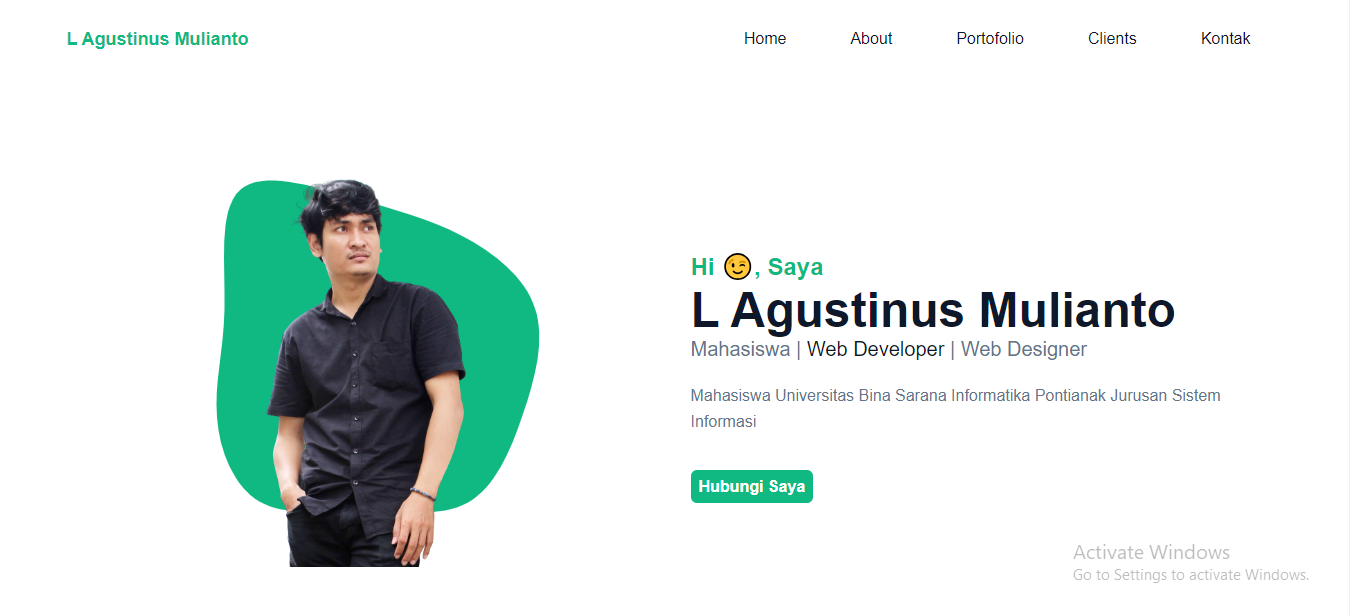 L Agustinus Mulianto
Home About Portofolio Clients Kontak
Hi 😉, Saya
L Agustinus Mulianto
Mahasiswa | Web Developer | Web Designer
Mahasiswa Universitas Bina Sarana Informatika Pontianak Jurusan Sistem
Informasi
Hubungi Saya
Activate Windows
Go to Settings to activate Windows.